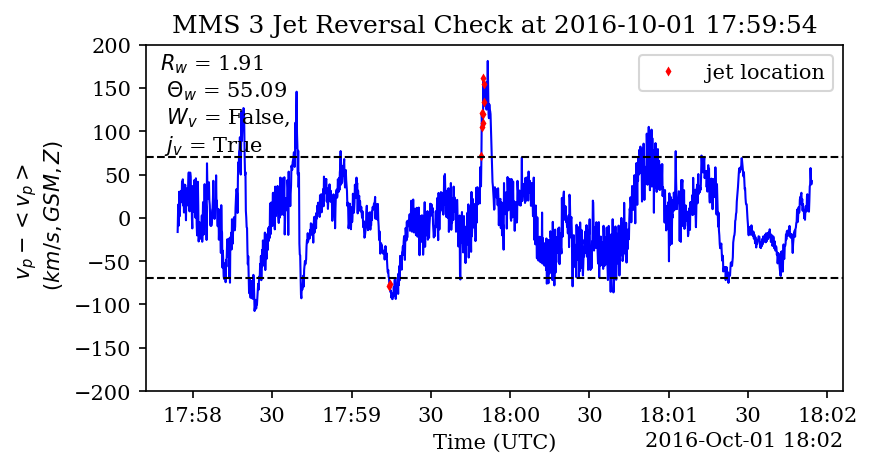 MMS 3 Jet Reversal Check at 2016-10-01 17:59:54
R_w = 1.91
Θ_w = 55.09
W_v = False,
j_v = True
jet location
v_p − < v_p >
(km/s, GSM, Z)
200
150
100
50
0
−50
−100
−150
−200
17:58 30 17:59 30 18:00 30 18:01 30 18:02
Time (UTC)
2016-Oct-01 18:02